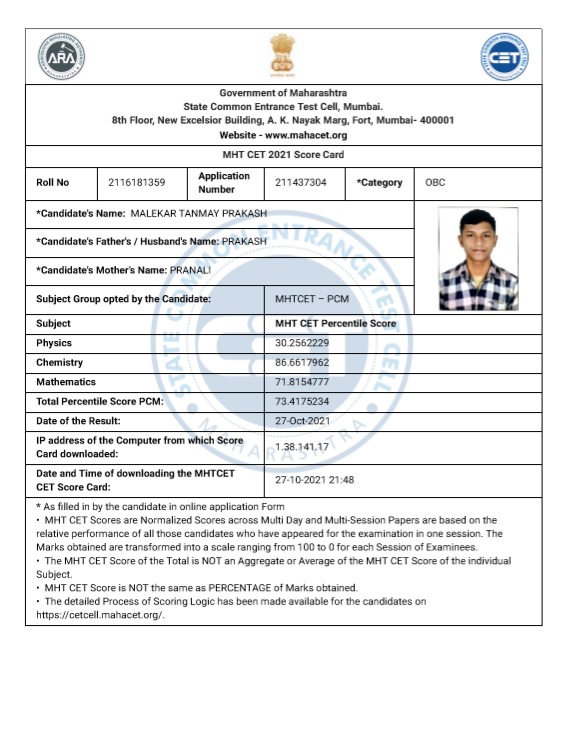 ARA
CET
Government of Maharashtra
State Common Entrance Test Cell, Mumbai.
8th Floor, New Excelsior Building, A. K. Nayak Marg, Fort, Mumbai- 400001
Website - www.mahacet.org
MHT CET 2021 Score Card
Roll No 2116181359 Application Number 211437304 *Category OBC
*Candidate's Name: MALEKAR TANMAY PRAKASH
*Candidate's Father's / Husband's Name: PRAKASH
*Candidate's Mother's Name: PRANALI
Subject Group opted by the Candidate: MHTCET – PCM
Subject MHT CET Percentile Score
Physics 30.2562229
Chemistry 86.6617962
Mathematics 71.8154777
Total Percentile Score PCM: 73.4175234
Date of the Result: 27-Oct-2021
IP address of the Computer from which Score
Card downloaded: 1.38.141.17
Date and Time of downloading the MHTCET
CET Score Card: 27-10-2021 21:48
* As filled in by the candidate in online application Form
• MHT CET Scores are Normalized Scores across Multi Day and Multi-Session Papers are based on the
relative performance of all those candidates who have appeared for the examination in one session. The
Marks obtained are transformed into a scale ranging from 100 to 0 for each Session of Examinees.
• The MHT CET Score of the Total is NOT an Aggregate or Average of the MHT CET Score of the individual
Subject.
• MHT CET Score is NOT the same as PERCENTAGE of Marks obtained.
• The detailed Process of Scoring Logic has been made available for the candidates on
https://cetcell.mahacet.org/.
STATE COMMON ENTRANCE TEST CELL
MAHARASHTRA